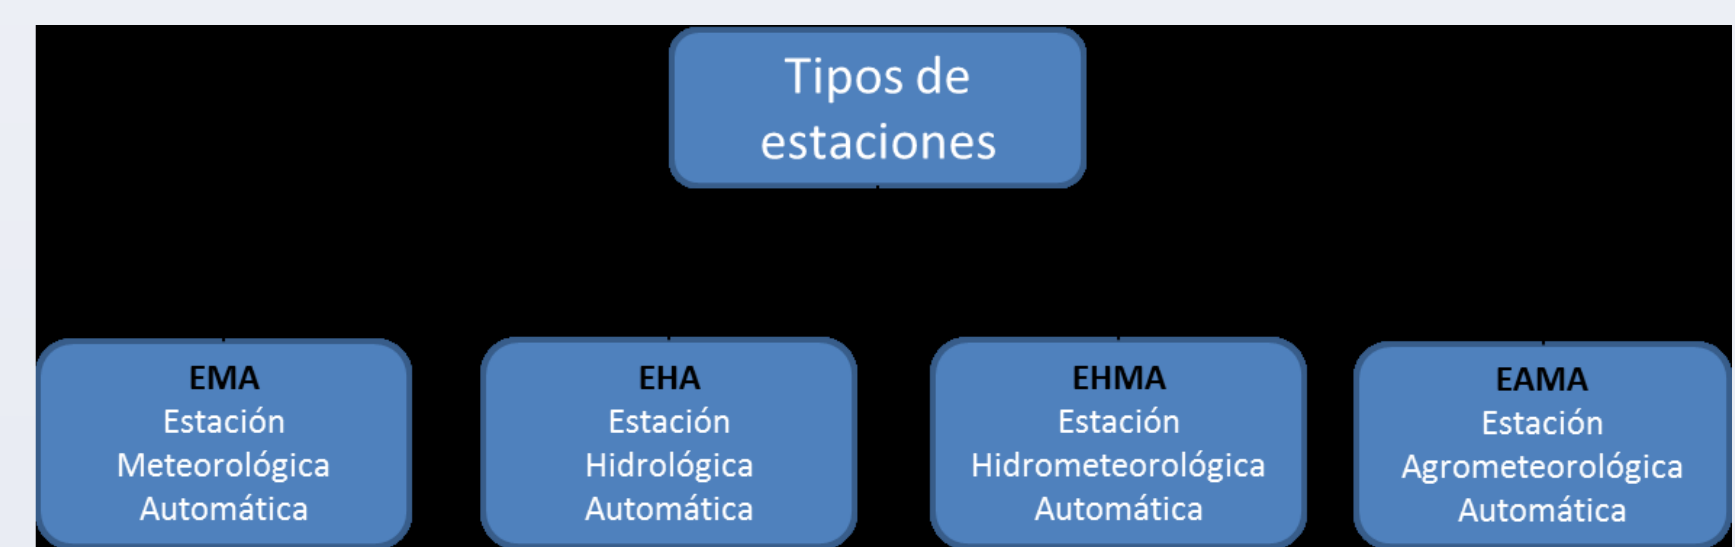 Tipos de
estaciones
EMA
Estación
Meteorológica
Automática
EHA
Estación
Hidrológica
Automática
EHMA
Estación
Hidrometeorológica
Automática
EAMA
Estación
Agrometeorológica
Automática